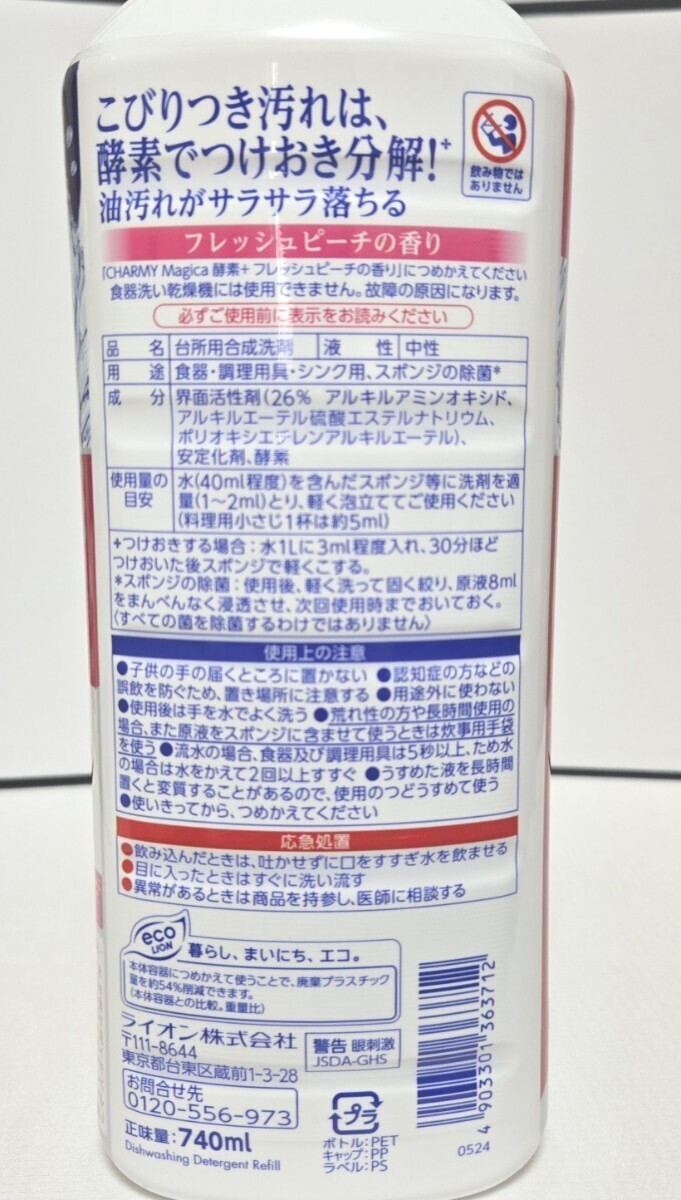 こびりつき汚れは、
酵素でつけおき分解!+
油汚れがサラサラ落ちる
飲み物では
ありません
フレッシュピーチの香り
「CHARMY Magica 酵素+ フレッシュピーチの香り」につめかえてください
食器洗い乾燥機には使用できません。故障の原因になります。
必ずご使用前に表示をお読みください
品 名 台所用合成洗剤 液 性 中性
用 途 食器・調理用具・シンク用、スポンジの除菌*
成 分 界面活性剤(26% アルキルアミンオキシド、
アルキルエーテル硫酸エステルナトリウム、
ポリオキシエチレンアルキルエーテル)、
安定化剤、酵素
使用量の
目安
水(40ml程度)を含んだスポンジ等に洗剤を適
量(1〜2ml)とり、軽く泡立ててご使用ください
(料理用小さじ1杯は約5ml)
+つけおきする場合:水1Lに3ml程度入れ、30分ほど
つけおいた後スポンジで軽くこする。
*スポンジの除菌:使用後、軽く洗って固く絞り、原液8ml
をまんべんなく浸透させ、次回使用時までおいておく。
〈すべての菌を除菌するわけではありません〉
使用上の注意
●子供の手の届くところに置かない ●認知症の方などの
誤飲を防ぐため、置き場所に注意する ●用途外に使わない
●使用後は手を水でよく洗う ●荒れ性の方や長時間使用の
場合、また原液をスポンジに含ませて使うときは炊事用手袋
を使う ●流水の場合、食器及び調理用具は5秒以上、ため水
の場合は水をかえて2回以上すすぐ ●うすめた液を長時間
置くと変質することがあるので、使用のつどうすめて使う
●使いきってから、つめかえてください
応急処置
●飲み込んだときは、吐かせずに口をすすぎ水を飲ませる
●目に入ったときはすぐに洗い流す
●異常があるときは商品を持参し、医師に相談する
eco
LION
暮らし、まいにち、エコ。
本体容器につめかえて使うことで、廃棄プラスチック
量を約54%削減できます。
(本体容器との比較。重量比)
ライオン株式会社
〒111-8644
東京都台東区蔵前1-3-28
警告 眼刺激
JSDA-GHS
お問合せ先
0120-556-973
正味量:740ml
Dishwashing Detergent Refill
プラ
ボトル:PET
キャップ:PP
ラベル:PS
4 903301 363712
0524